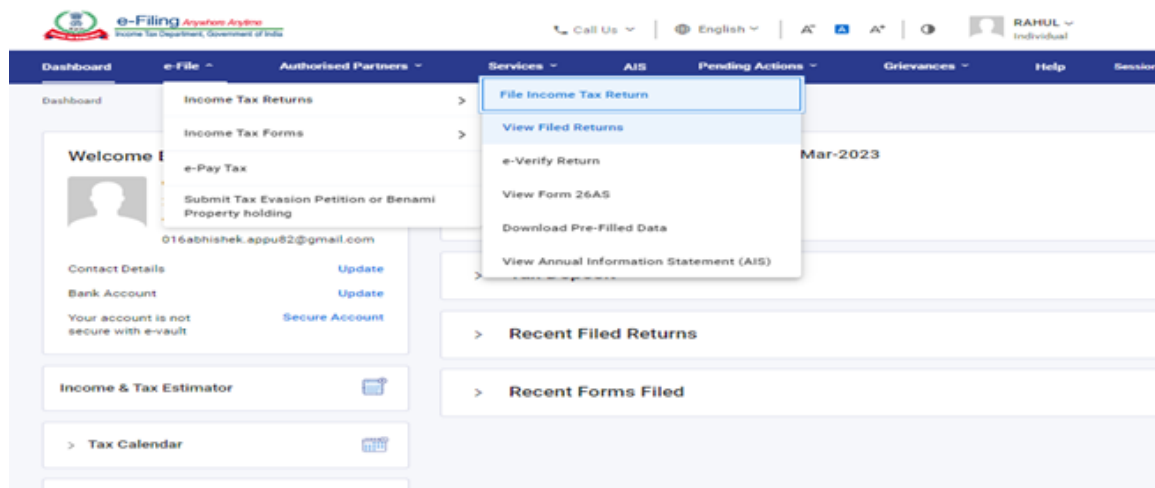 e-Filing Anywhere Anytime
Income Tax Department, Government of India
Call Us
English
A-
A
A+
RAHUL
Individual
Dashboard
e-File
Authorised Partners
Services
AIS
Pending Actions
Grievances
Help
Session
Dashboard
Income Tax Returns
Income Tax Forms
e-Pay Tax
Submit Tax Evasion Petition or Benami
Property holding
File Income Tax Return
View Filed Returns
e-Verify Return
View Form 26AS
Download Pre-Filled Data
View Annual Information Statement (AIS)
Welcome
016abhishek.appu82@gmail.com
Contact Details
Update
Bank Account
Update
Your account is not
secure with e-vault
Secure Account
Income & Tax Estimator
> Tax Calendar
Mar-2023
> Tax Deposit
> Recent Filed Returns
> Recent Forms Filed